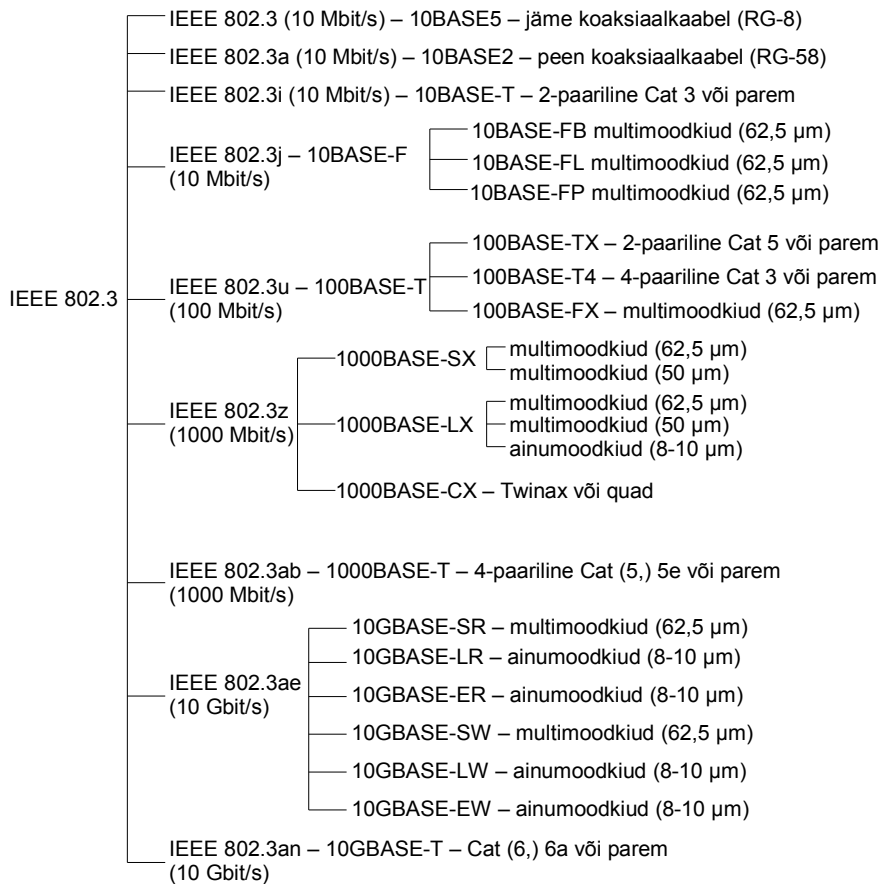 IEEE 802.3 (10 Mbit/s) – 10BASE5 – jäme koaksiaalkaabel (RG-8)
IEEE 802.3a (10 Mbit/s) – 10BASE2 – peen koaksiaalkaabel (RG-58)
IEEE 802.3i (10 Mbit/s) – 10BASE-T – 2-paariline Cat 3 või parem
IEEE 802.3j – 10BASE-F
(10 Mbit/s)
10BASE-FB multimoodkiud (62,5 µm)
10BASE-FL multimoodkiud (62,5 µm)
10BASE-FP multimoodkiud (62,5 µm)
IEEE 802.3
IEEE 802.3u – 100BASE-T
(100 Mbit/s)
100BASE-TX – 2-paariline Cat 5 või parem
100BASE-T4 – 4-paariline Cat 3 või parem
100BASE-FX – multimoodkiud (62,5 µm)
IEEE 802.3z
(1000 Mbit/s)
1000BASE-SX
multimoodkiud (62,5 µm)
multimoodkiud (50 µm)
1000BASE-LX
multimoodkiud (62,5 µm)
multimoodkiud (50 µm)
ainumoodkiud (8-10 µm)
1000BASE-CX – Twinax või quad
IEEE 802.3ab – 1000BASE-T – 4-paariline Cat (5,) 5e või parem
(1000 Mbit/s)
IEEE 802.3ae
(10 Gbit/s)
10GBASE-SR – multimoodkiud (62,5 µm)
10GBASE-LR – ainumoodkiud (8-10 µm)
10GBASE-ER – ainumoodkiud (8-10 µm)
10GBASE-SW – multimoodkiud (62,5 µm)
10GBASE-LW – ainumoodkiud (8-10 µm)
10GBASE-EW – ainumoodkiud (8-10 µm)
IEEE 802.3an – 10GBASE-T – Cat (6,) 6a või parem
(10 Gbit/s)